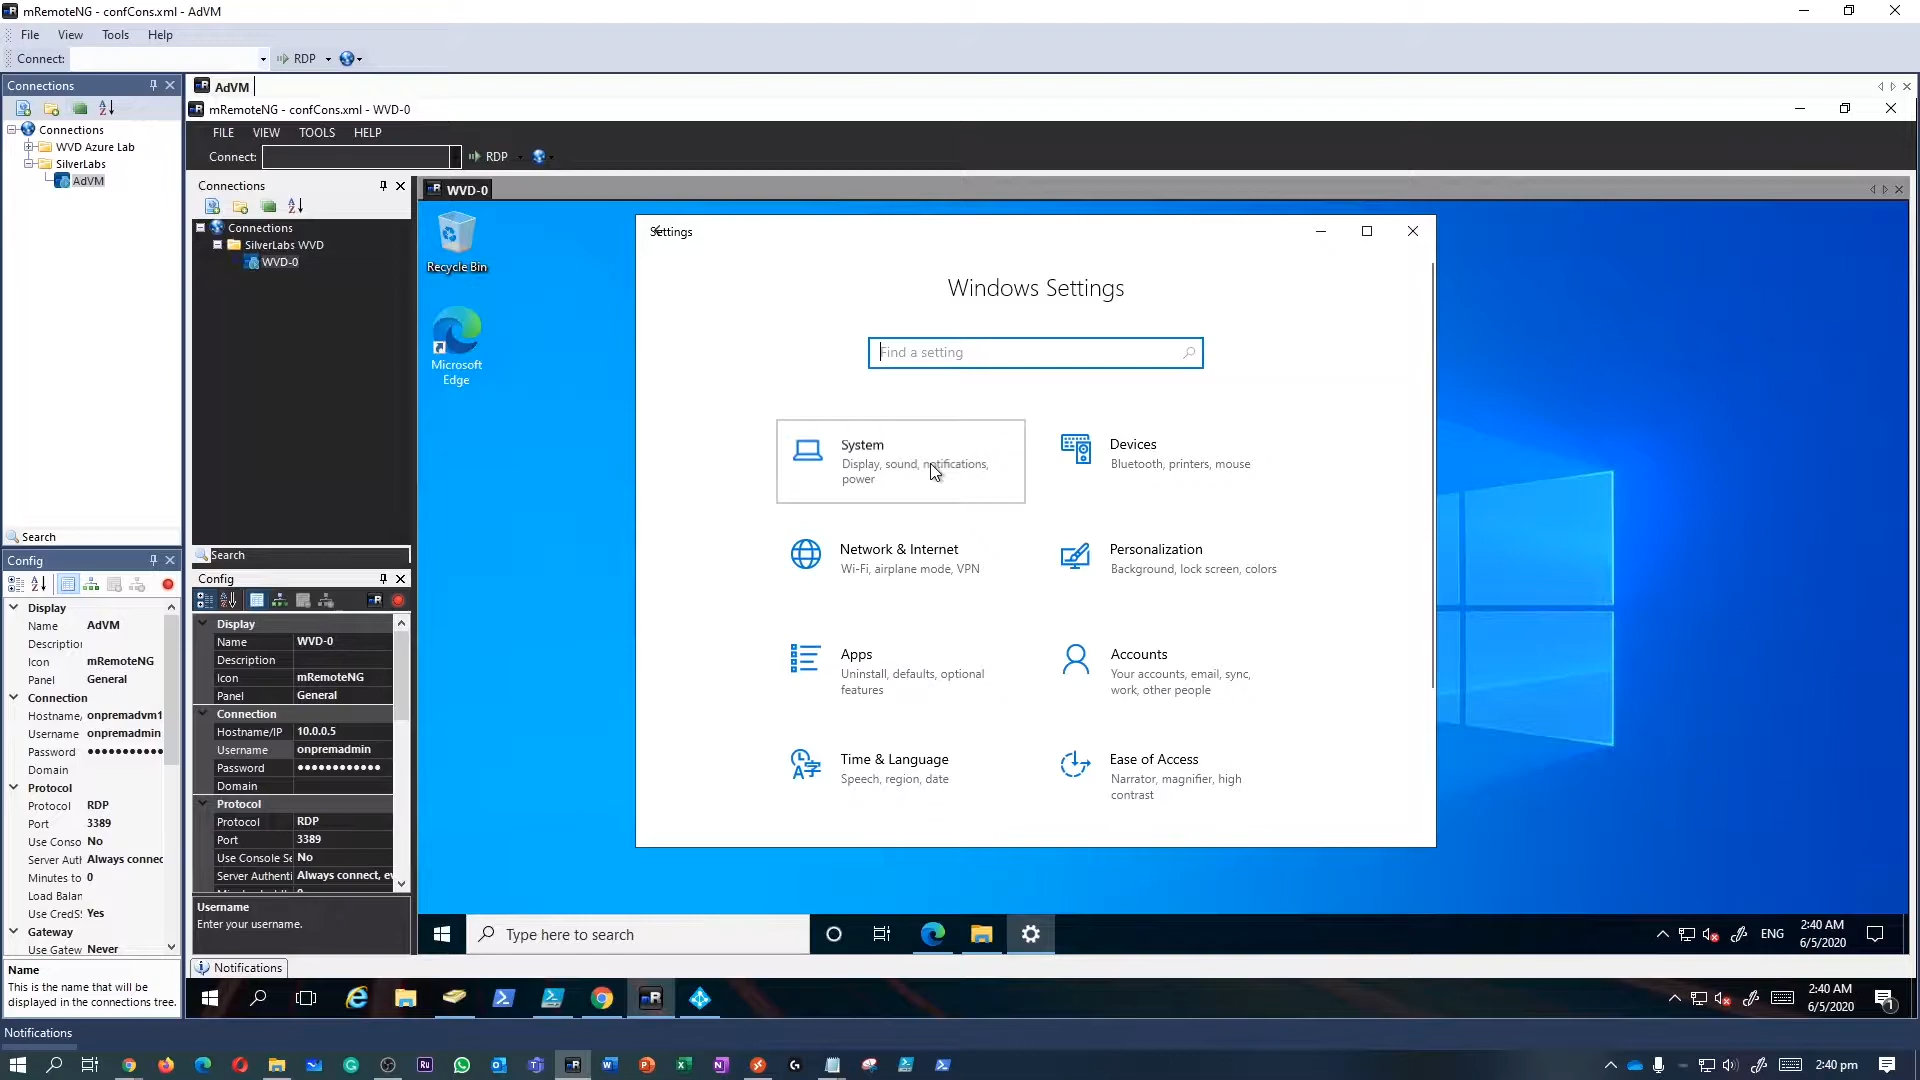 mRemoteNG - confCons.xml - AdVM
File View Tools Help
Connect: RDP
Connections
Connections
WVD Azure Lab
SilverLabs
AdVM
Search
Config
Display
Name AdVM
Descriptio
Icon mRemoteNG
Panel General
Connection
Hostname, onpremadvm1
Username onpremadmin
Password ●●●●●●●●●●●
Domain
Protocol
Protocol RDP
Port 3389
Use Conso No
Server Auth Always connec
Minutes to 0
Load Balan
Use CredS! Yes
Gateway
Use Gatew Never
Name
This is the name that will be
displayed in the connections tree.
Notifications
AdVM
mRemoteNG - confCons.xml - WVD-0
FILE VIEW TOOLS HELP
Connect: RDP
Connections
Connections
SilverLabs WVD
WVD-0
Search
Config
Display
Name WVD-0
Description
Icon mRemoteNG
Panel General
Connection
Hostname/IP 10.0.0.5
Username onpremadmin
Password ●●●●●●●●●●●●
Domain
Protocol
Protocol RDP
Port 3389
Use Console Se No
Server Authenti Always connect, ev
Username
Enter your username.
Notifications
WVD-0
Recycle Bin
Microsoft
Edge
Settings
Windows Settings
Find a setting
System
Display, sound, notifications,
power
Devices
Bluetooth, printers, mouse
Network & Internet
Wi-Fi, airplane mode, VPN
Personalization
Background, lock screen, colors
Apps
Uninstall, defaults, optional
features
Accounts
Your accounts, email, sync,
work, other people
Time & Language
Speech, region, date
Ease of Access
Narrator, magnifier, high
contrast
Type here to search
ENG
2:40 AM
6/5/2020
2:40 AM
6/5/2020
1
2:40 pm